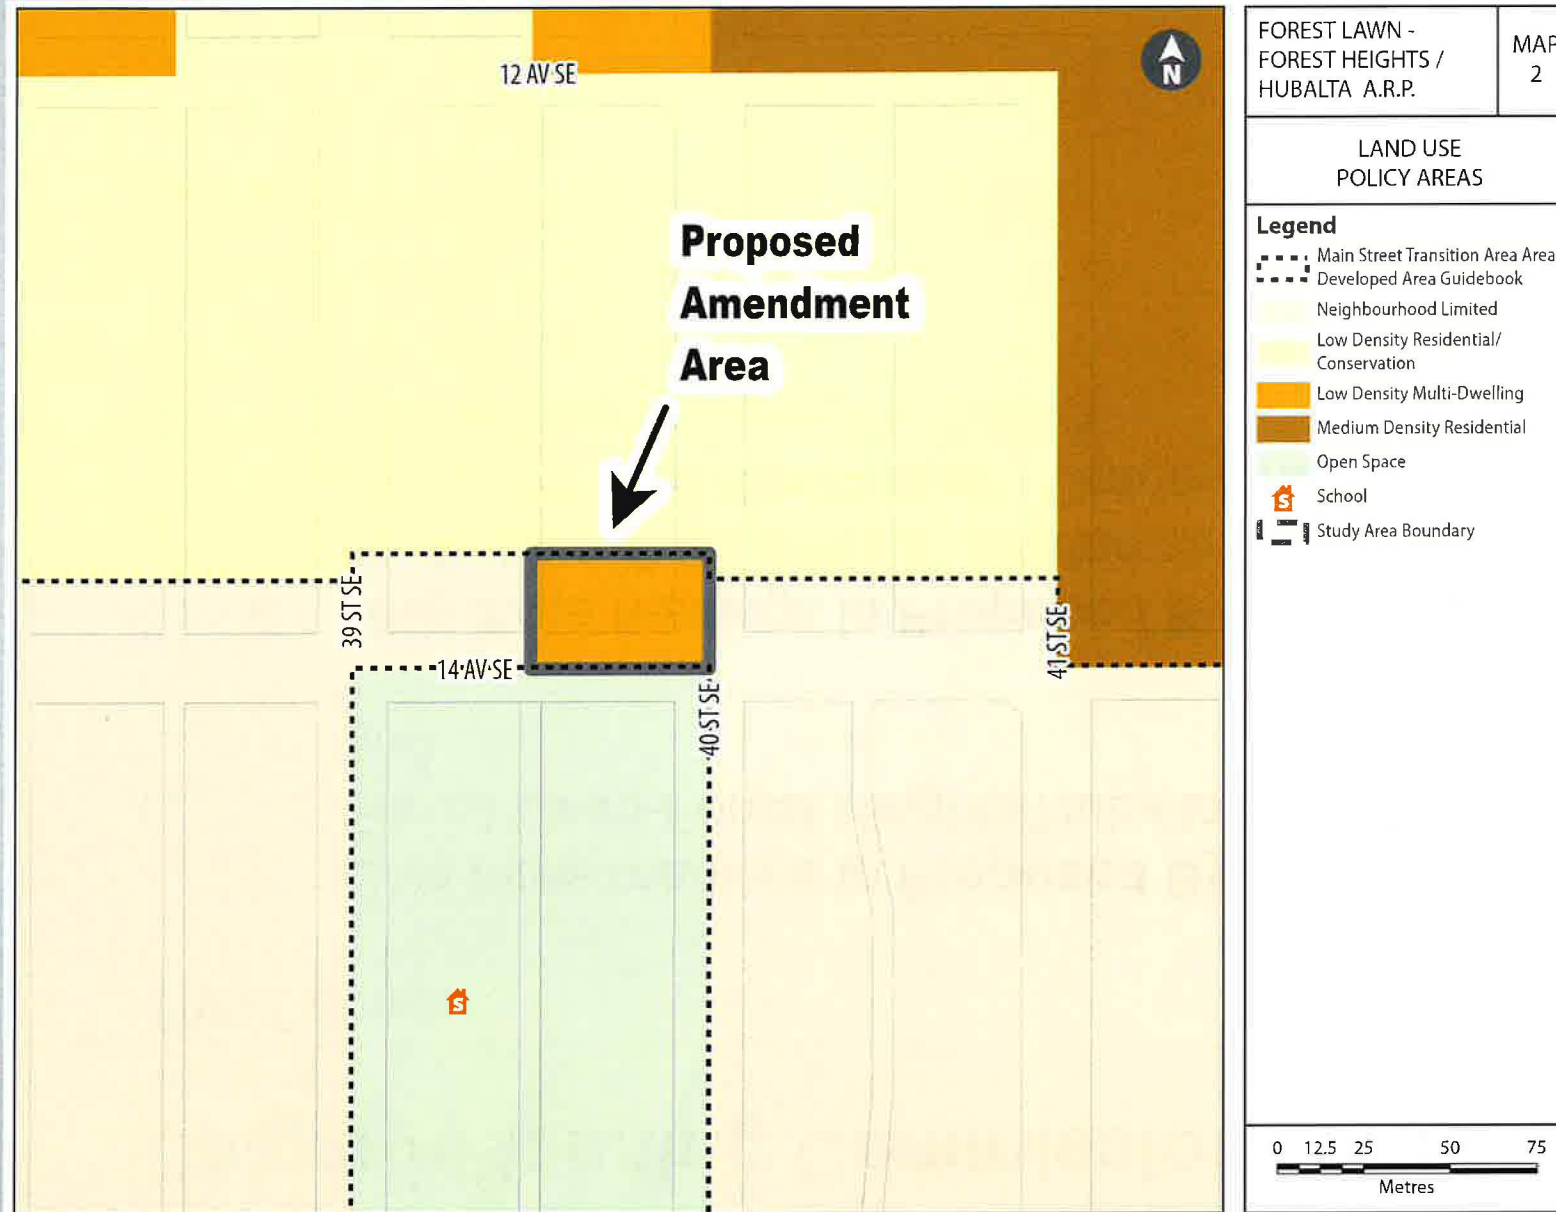 12 AV SE
N
Proposed
Amendment
Area
39 ST SE
14 AV SE
40 ST SE
41 ST SE
S
FOREST LAWN -
FOREST HEIGHTS /
HUBALTA A.R.P.
MAP
2
LAND USE
POLICY AREAS
Legend
Main Street Transition Area Area
Developed Area Guidebook
Neighbourhood Limited
Low Density Residential/
Conservation
Low Density Multi-Dwelling
Medium Density Residential
Open Space
S School
Study Area Boundary
0 12.5 25 50 75
Metres